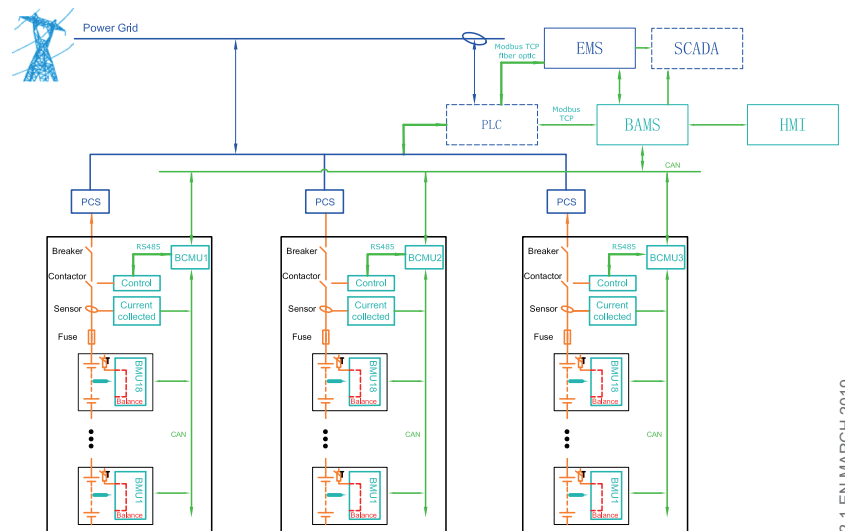 Power Grid
Modbus TCP
fiber optic
EMS
SCADA
Modbus
TCP
PLC
BAMS
HMI
CAN
PCS
PCS
PCS
Breaker
RS485
BCMU1
Contactor
Control
Sensor
Current
collected
Fuse
T
BMU18
Balance
CAN
T
BMU1
Balance
Breaker
RS485
BCMU2
Contactor
Control
Sensor
Current
collected
Fuse
T
BMU18
Balance
CAN
T
BMU1
Balance
Breaker
RS485
BCMU3
Contactor
Control
Sensor
Current
collected
Fuse
T
BMU18
Balance
CAN
T
BMU1
Balance
EN MARCH 2019